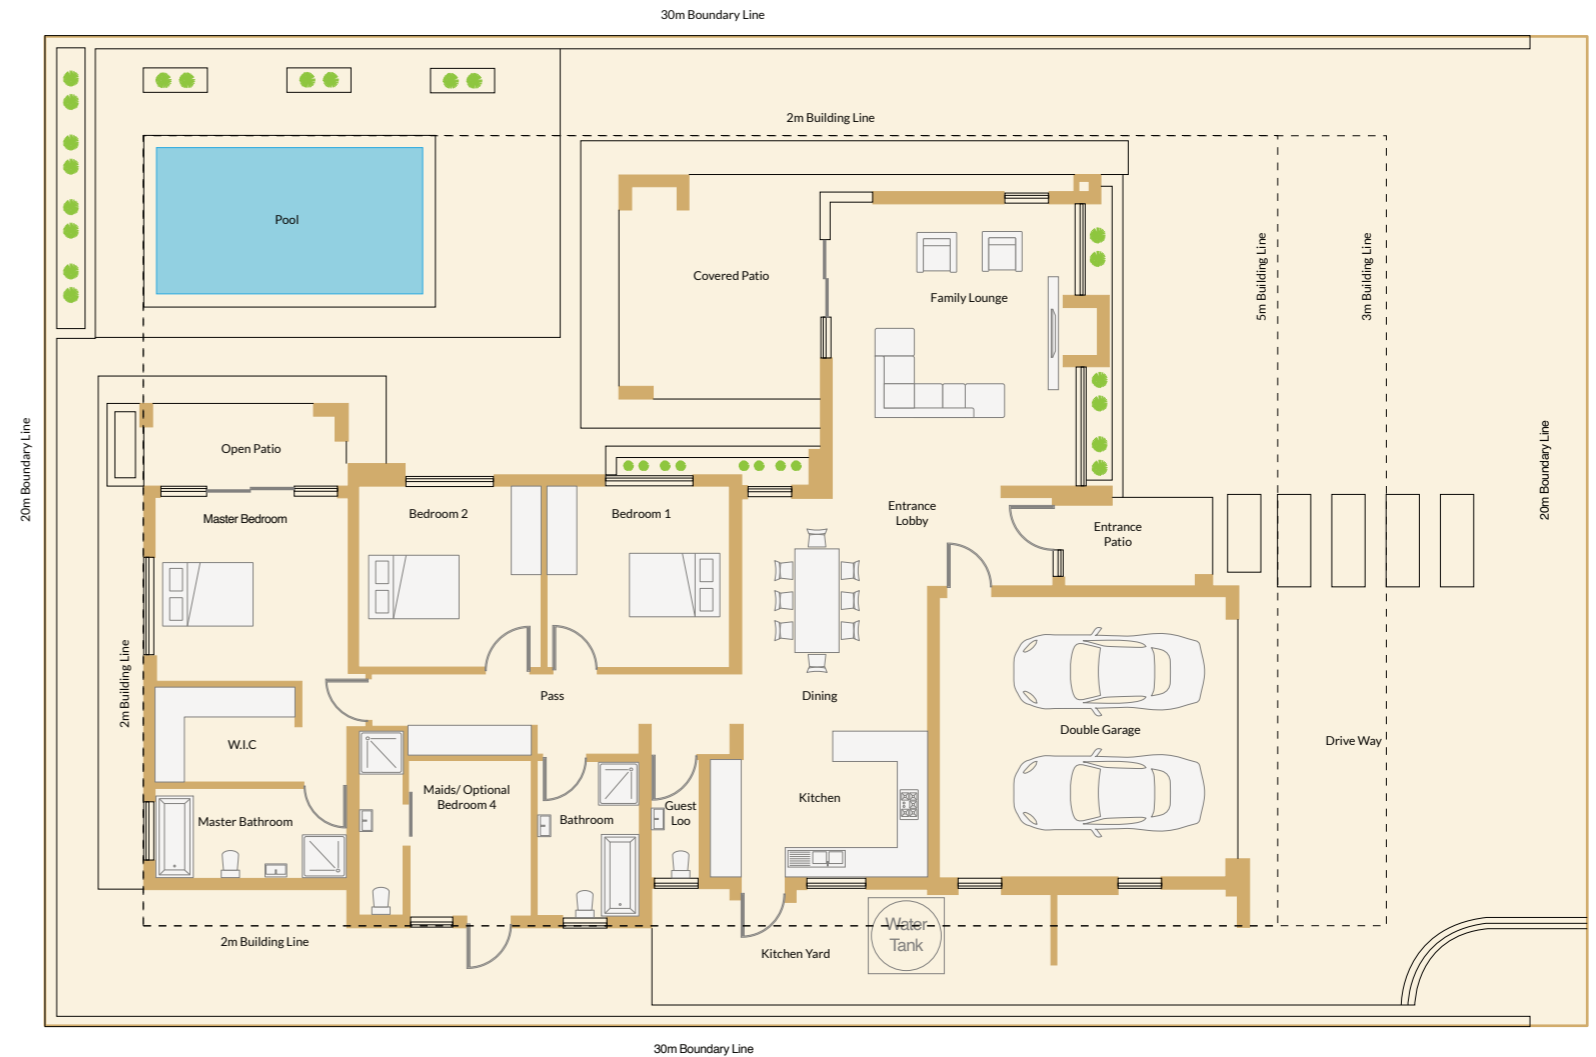 30m Boundary Line
2m Building Line
Pool
Covered Patio
Family Lounge
5m Building Line
3m Building Line
20m Boundary Line
20m Boundary Line
Open Patio
Master Bedroom
Bedroom 2
Bedroom 1
Entrance
Lobby
Entrance
Patio
2m Building Line
Pass
Dining
W.I.C
Double Garage
Drive Way
Maids/ Optional
Bedroom 4
Kitchen
Guest
Loo
Master Bathroom
Bathroom
Water
Tank
2m Building Line
Kitchen Yard
30m Boundary Line